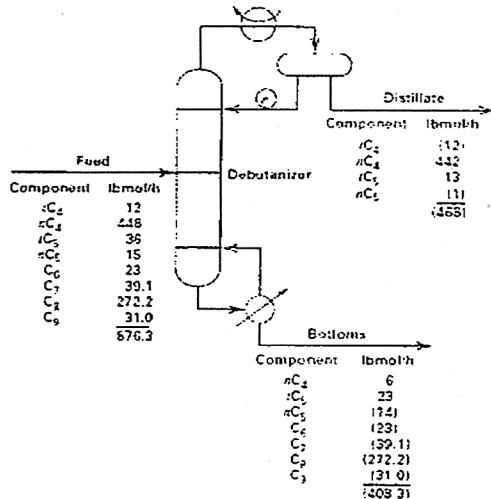 Distillate
Component lbmol/h
iC₄ (12)
nC₄ 442
iC₅ 13
nC₅ (1)
(468)
Feed
Component lbmol/h
iC₄ 12
nC₄ 448
iC₅ 36
nC₅ 15
C₆ 23
C₇ 39.1
C₈ 272.2
C₉ 31.0
876.3
Debutanizer
Bottoms
Component lbmol/h
nC₄ 6
iC₅ 23
nC₅ (14)
C₆ (23)
C₇ (39.1)
C₈ (272.2)
C₉ (31.0)
(408.3)